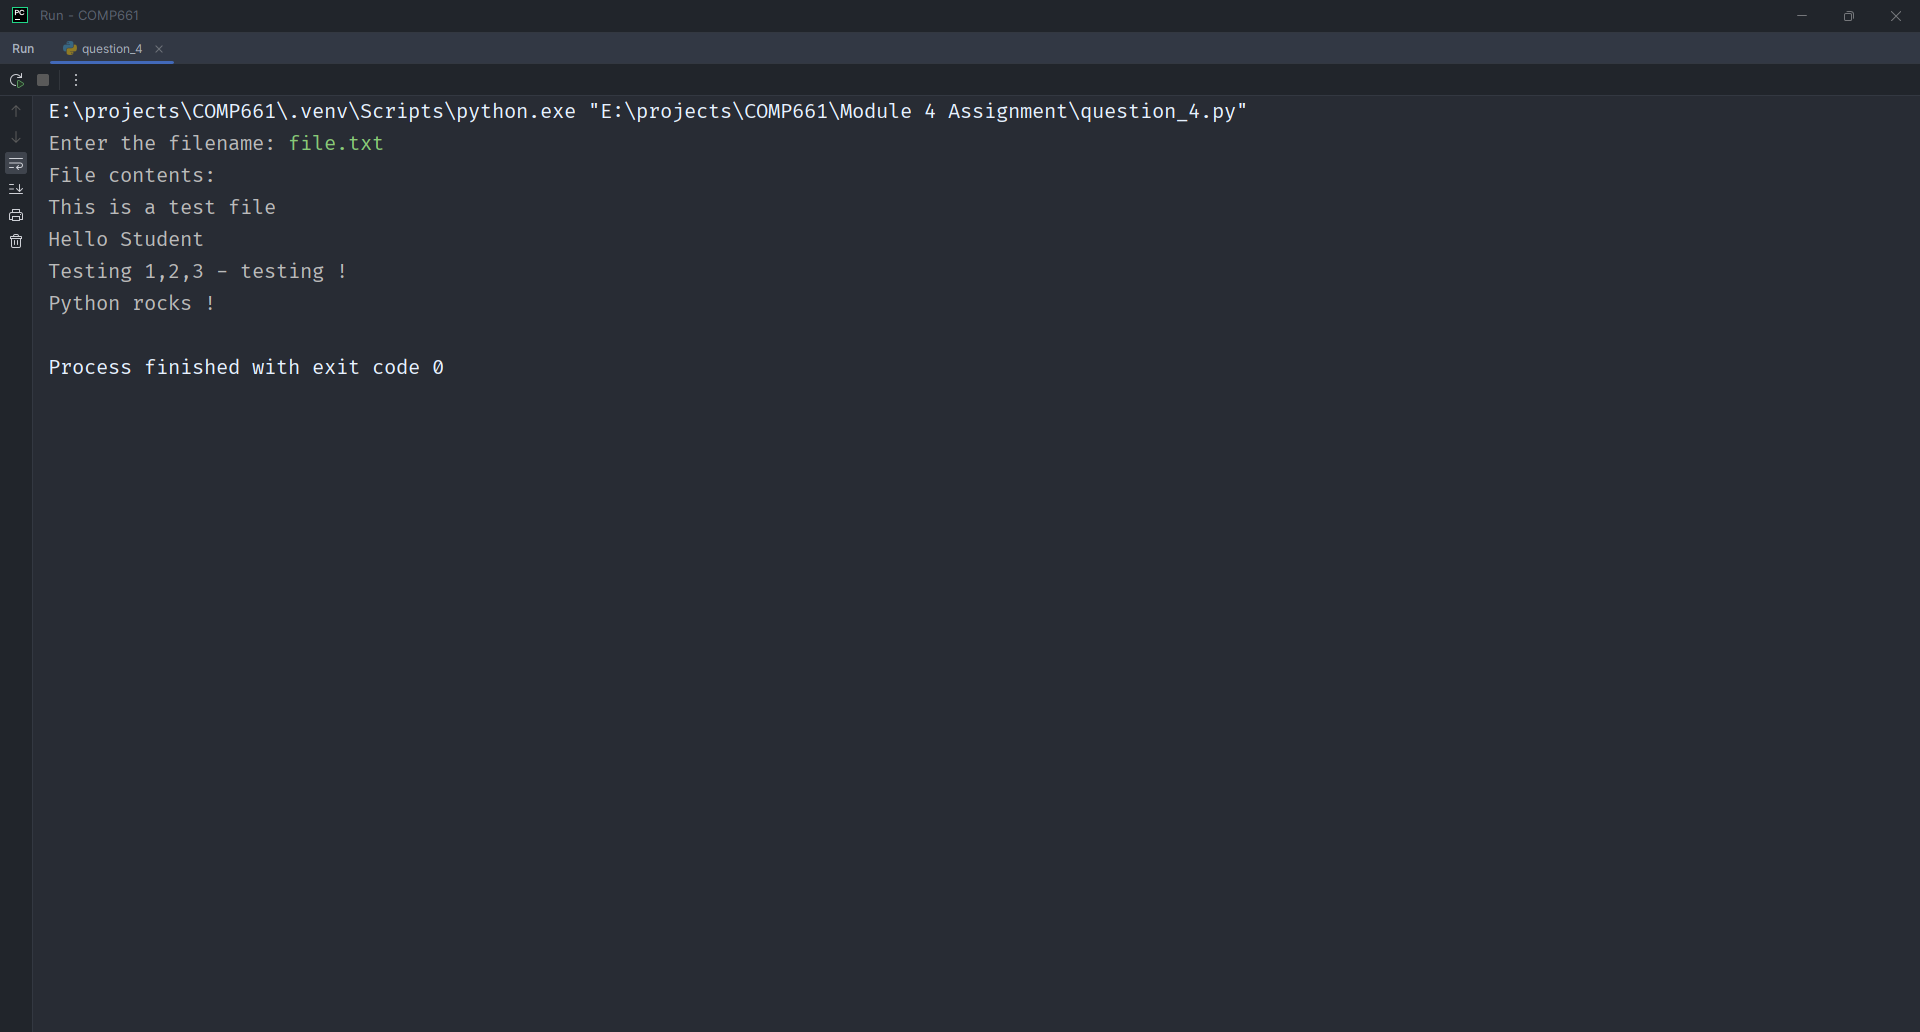 PC Run - COMP661
Run question_4
E:\projects\COMP661\.venv\Scripts\python.exe "E:\projects\COMP661\Module 4 Assignment\question_4.py"
Enter the filename: file.txt
File contents:
This is a test file
Hello Student
Testing 1,2,3 - testing !
Python rocks !
Process finished with exit code 0